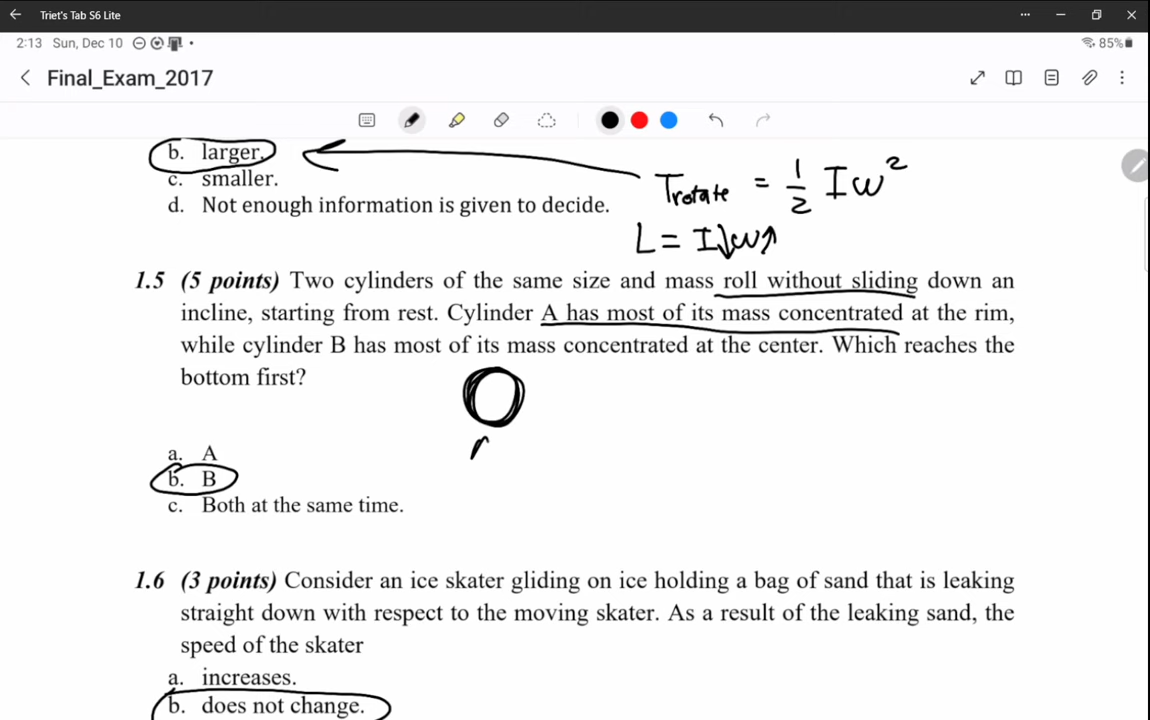 Triet's Tab S6 Lite
2:13 Sun, Dec 10
85%
Final_Exam_2017
b. larger.
c. smaller.
d. Not enough information is given to decide.
Trotate = 1/2 Iω²
L = I↓ω↑
1.5 (5 points) Two cylinders of the same size and mass roll without sliding down an
incline, starting from rest. Cylinder A has most of its mass concentrated at the rim,
while cylinder B has most of its mass concentrated at the center. Which reaches the
bottom first?
a. A
b. B
c. Both at the same time.
1.6 (3 points) Consider an ice skater gliding on ice holding a bag of sand that is leaking
straight down with respect to the moving skater. As a result of the leaking sand, the
speed of the skater
a. increases.
b. does not change.